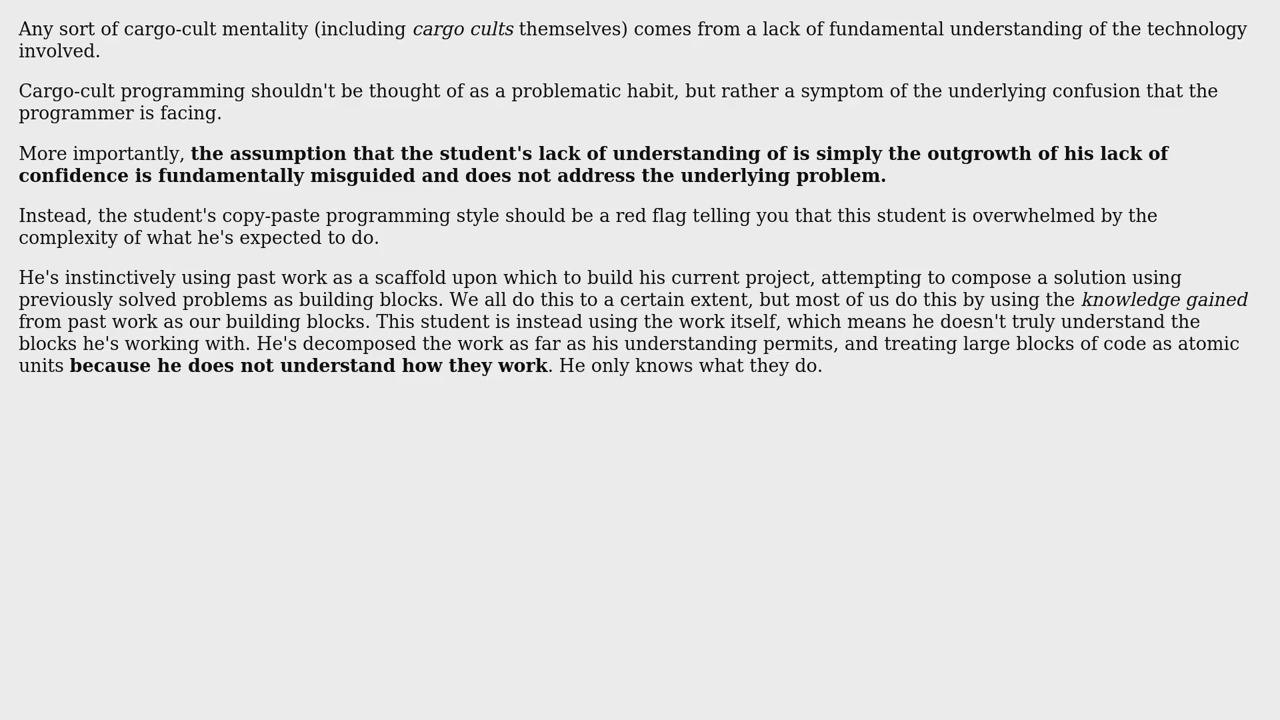 Any sort of cargo-cult mentality (including cargo cults themselves) comes from a lack of fundamental understanding of the technology
involved.
Cargo-cult programming shouldn't be thought of as a problematic habit, but rather a symptom of the underlying confusion that the
programmer is facing.
More importantly, the assumption that the student's lack of understanding of is simply the outgrowth of his lack of
confidence is fundamentally misguided and does not address the underlying problem.
Instead, the student's copy-paste programming style should be a red flag telling you that this student is overwhelmed by the
complexity of what he's expected to do.
He's instinctively using past work as a scaffold upon which to build his current project, attempting to compose a solution using
previously solved problems as building blocks. We all do this to a certain extent, but most of us do this by using the knowledge gained
from past work as our building blocks. This student is instead using the work itself, which means he doesn't truly understand the
blocks he's working with. He's decomposed the work as far as his understanding permits, and treating large blocks of code as atomic
units because he does not understand how they work. He only knows what they do.